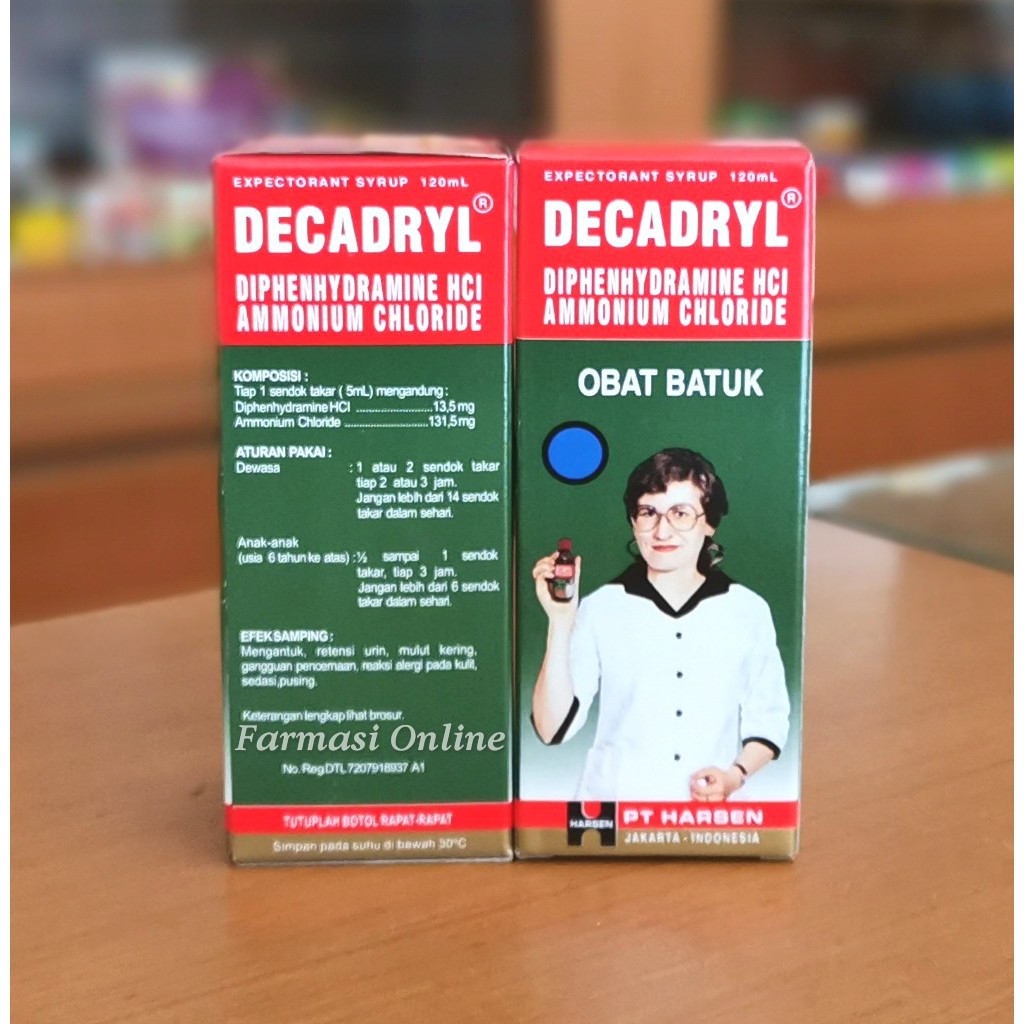 EXPECTORANT SYRUP 120mL
DECADRYL®
DIPHENHYDRAMINE HCl
AMMONIUM CHLORIDE
KOMPOSISI :
Tiap 1 sendok takar ( 5mL) mengandung :
Diphenhydramine HCl ............................13,5 mg
Ammonium Chloride ............................131,5 mg
ATURAN PAKAI :
Dewasa : 1 atau 2 sendok takar
tiap 2 atau 3 jam.
Jangan lebih dari 14 sendok
takar dalam sehari.
Anak-anak
(usia 6 tahun ke atas) : ½ sampai 1 sendok
takar, tiap 3 jam.
Jangan lebih dari 6 sendok
takar dalam sehari.
EFEK SAMPING :
Mengantuk, retensi urin, mulut kering,
gangguan pencernaan, reaksi alergi pada kulit,
sedasi,pusing.
Keterangan lengkap lihat brosur.
Farmasi Online
No. Reg DTL 7207918937 A1
TUTUPLAH BOTOL RAPAT-RAPAT
Simpan pada suhu di bawah 30°C
EXPECTORANT SYRUP 120mL
DECADRYL®
DIPHENHYDRAMINE HCl
AMMONIUM CHLORIDE
OBAT BATUK
HARSEN
PT HARSEN
JAKARTA - INDONESIA